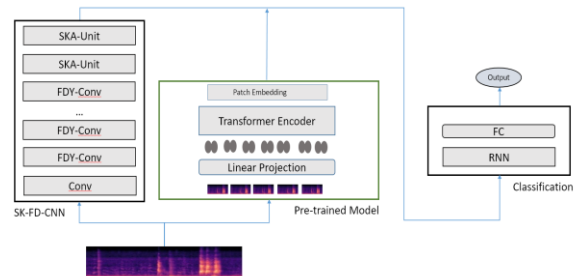 SKA-Unit
SKA-Unit
FDY-Conv
...
FDY-Conv
FDY-Conv
Conv
SK-FD-CNN
Patch Embedding
Transformer Encoder
Linear Projection
Pre-trained Model
Output
FC
RNN
Classification